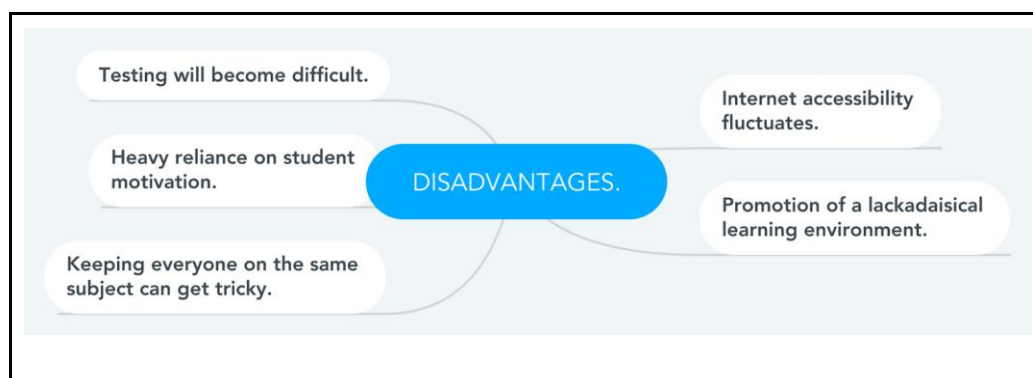 Testing will become difficult.
Heavy reliance on student
motivation.
Keeping everyone on the same
subject can get tricky.
DISADVANTAGES.
Internet accessibility
fluctuates.
Promotion of a lackadaisical
learning environment.